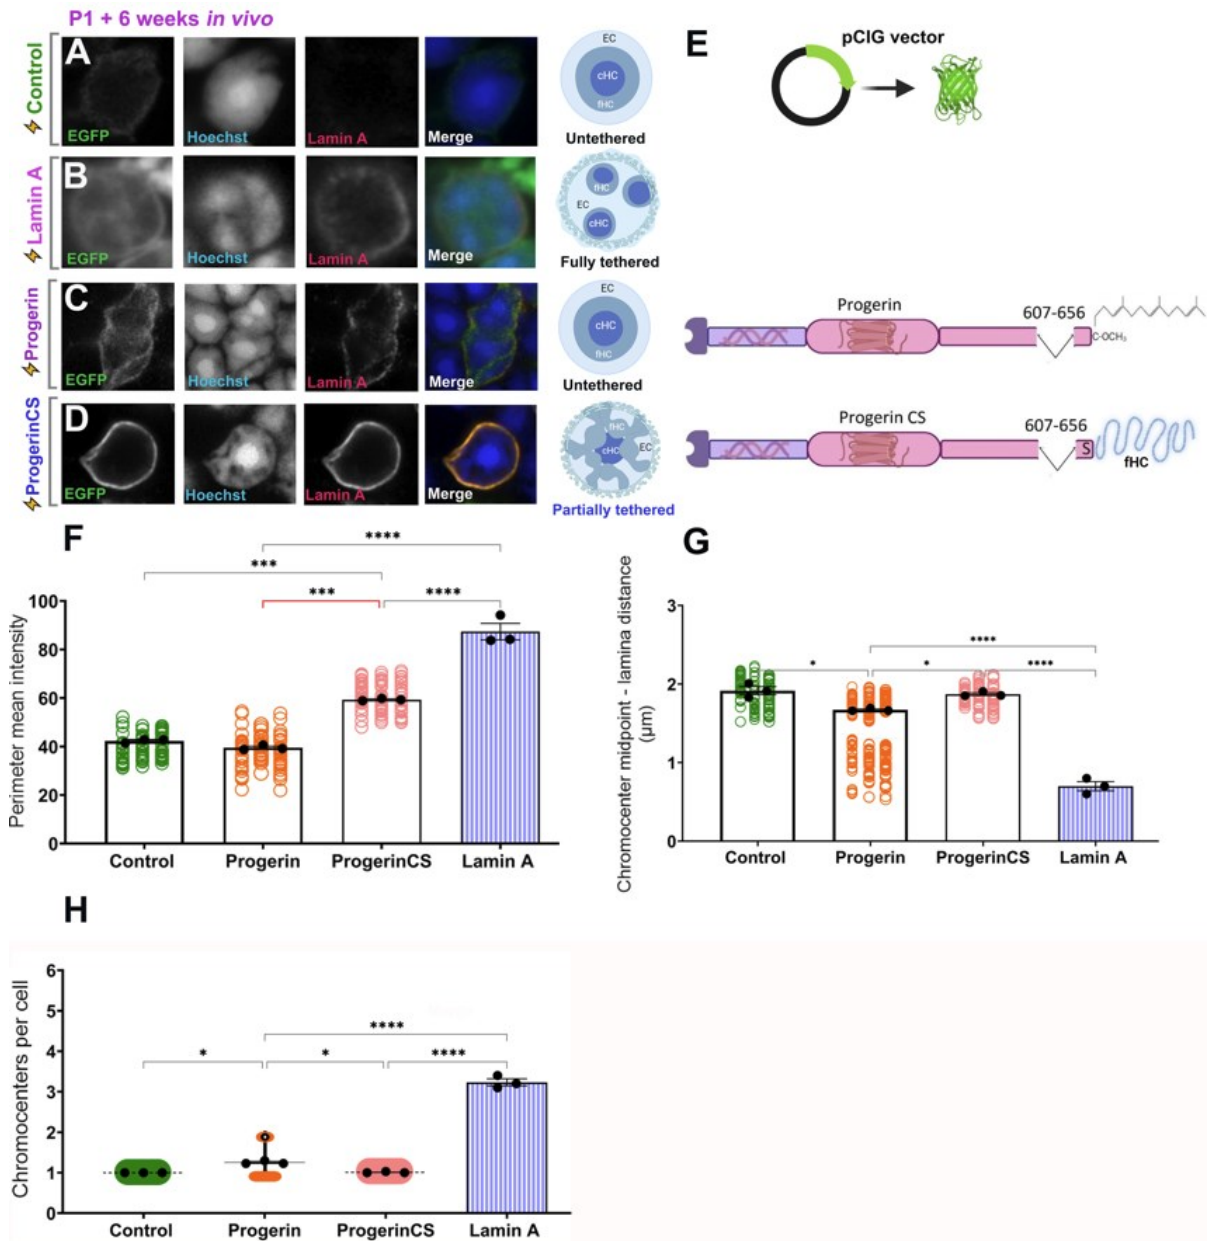 P1 + 6 weeks in vivo
A
Control
EGFP
Hoechst
Lamin A
Merge
EC
cHC
fHC
Untethered
B
Lamin A
EGFP
Hoechst
Lamin A
Merge
fHC
EC
cHC
Fully tethered
C
Progerin
EGFP
Hoechst
Lamin A
Merge
EC
cHC
fHC
Untethered
D
ProgerinCS
EGFP
Hoechst
Lamin A
Merge
fHC
EC
cHC
Partially tethered
E
pCIG vector
Progerin
607-656
C-OCH3
Progerin CS
607-656
S
fHC
F
****
***
***
****
Perimeter mean intensity
100
80
60
40
20
0
Control
Progerin
ProgerinCS
Lamin A
G
****
*
*
****
Chromocenter midpoint - lamina distance
(μm)
3
2
1
0
Control
Progerin
ProgerinCS
Lamin A
H
****
*
*
****
Chromocenters per cell
6
5
4
3
2
1
0
Control
Progerin
ProgerinCS
Lamin A